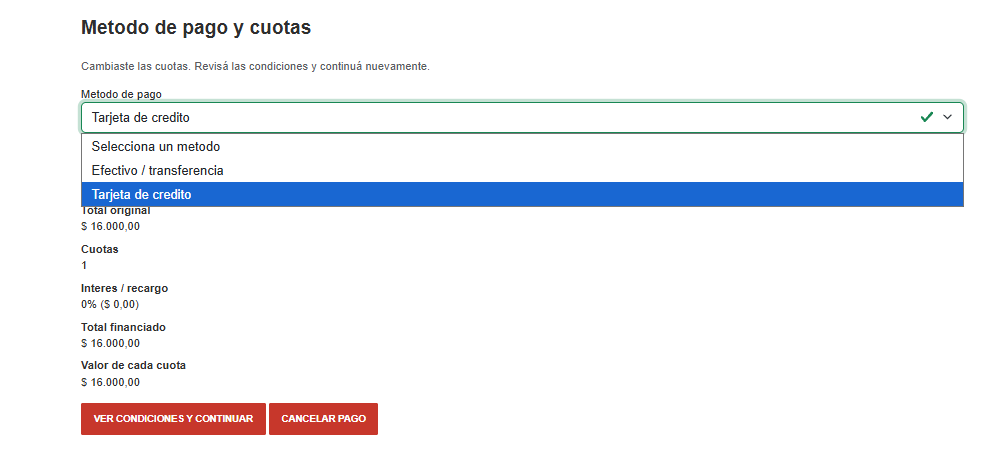 Metodo de pago y cuotas
Cambiaste las cuotas. Revisá las condiciones y continuá nuevamente.
Metodo de pago
Tarjeta de credito
Selecciona un metodo
Efectivo / transferencia
Tarjeta de credito
Total original
$ 16.000,00
Cuotas
1
Interes / recargo
0% ($ 0,00)
Total financiado
$ 16.000,00
Valor de cada cuota
$ 16.000,00
VER CONDICIONES Y CONTINUAR CANCELAR PAGO